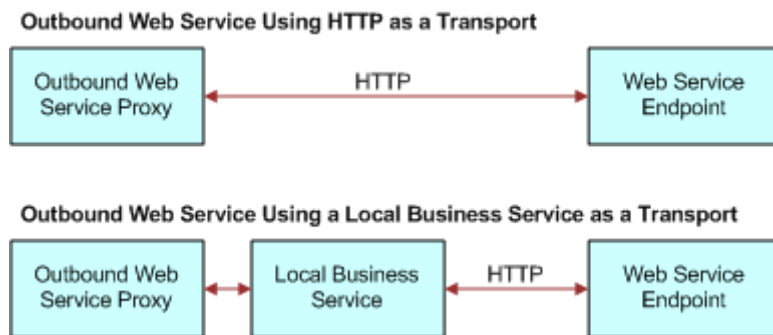 Outbound Web Service Using HTTP as a Transport
Outbound Web
Service Proxy
HTTP
Web Service
Endpoint
Outbound Web Service Using a Local Business Service as a Transport
Outbound Web
Service Proxy
Local Business
Service
HTTP
Web Service
Endpoint